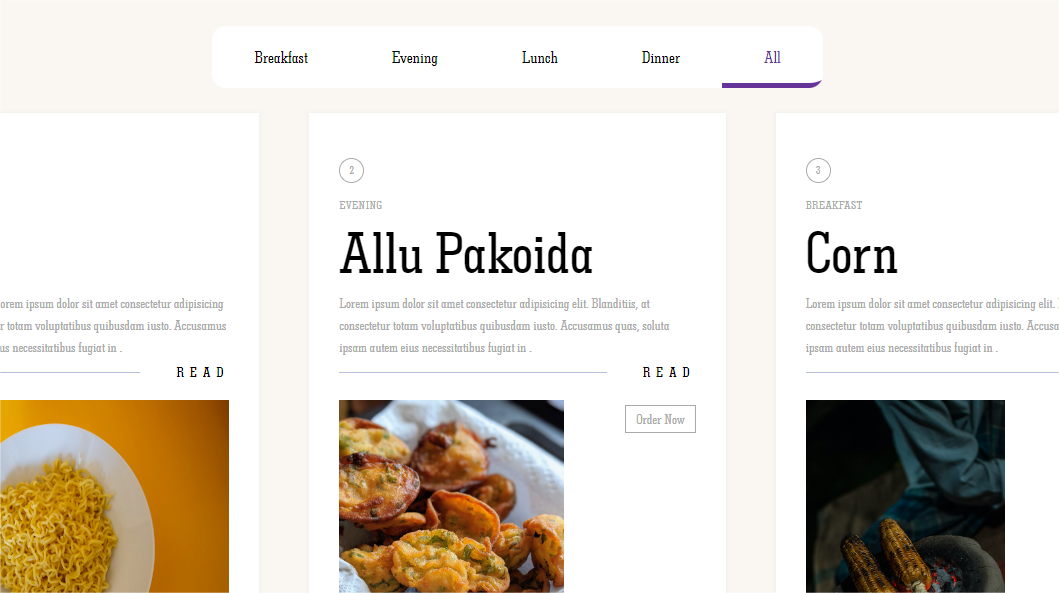 Breakfast Evening Lunch Dinner All
orem ipsum dolor sit amet consectetur adipisicing
r totam voluptatibus quibusdam iusto. Accusamus
us necessitatibus fugiat in .
READ
2
EVENING
Allu Pakoida
Lorem ipsum dolor sit amet consectetur adipisicing elit. Blanditiis, at
consectetur totam voluptatibus quibusdam iusto. Accusamus quas, soluta
ipsam autem eius necessitatibus fugiat in .
READ
Order Now
3
BREAKFAST
Corn
Lorem ipsum dolor sit amet consectetur adipisicing elit.
consectetur totam voluptatibus quibusdam iusto. Accusa
ipsam autem eius necessitatibus fugiat in .